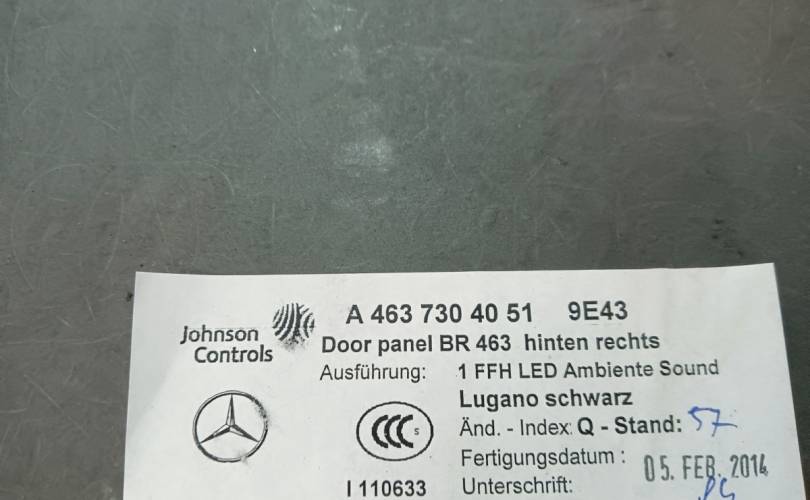 Johnson
Controls
A 463 730 40 51 9E43
Door panel BR 463 hinten rechts
Ausführung: 1 FFH LED Ambiente Sound
Lugano schwarz
CCC S
Änd. - Index: Q - Stand: 57
Fertigungsdatum : 05. FEB. 2014
I 110633
Unterschrift: